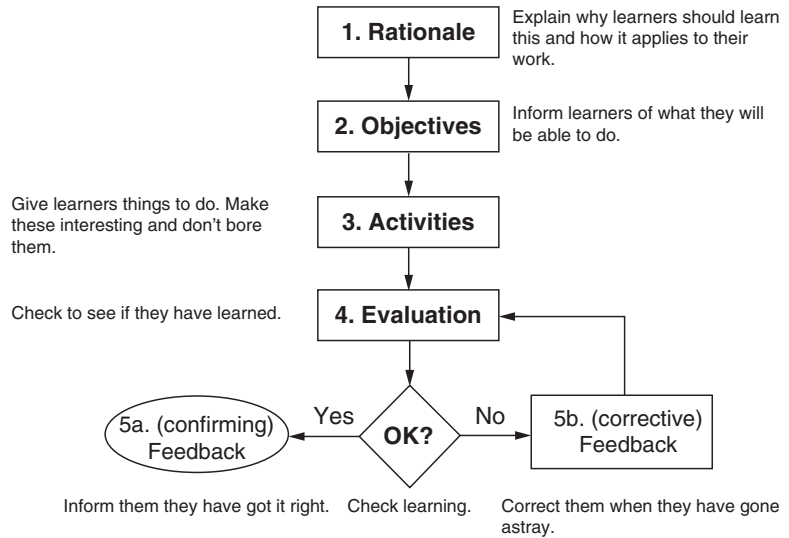 1. Rationale
Explain why learners should learn
this and how it applies to their
work.
2. Objectives
Inform learners of what they will
be able to do.
Give learners things to do. Make
these interesting and don't bore
them.
3. Activities
Check to see if they have learned.
4. Evaluation
5a. (confirming)
Feedback
Yes
OK?
No
5b. (corrective)
Feedback
Inform them they have got it right.
Check learning.
Correct them when they have gone
astray.